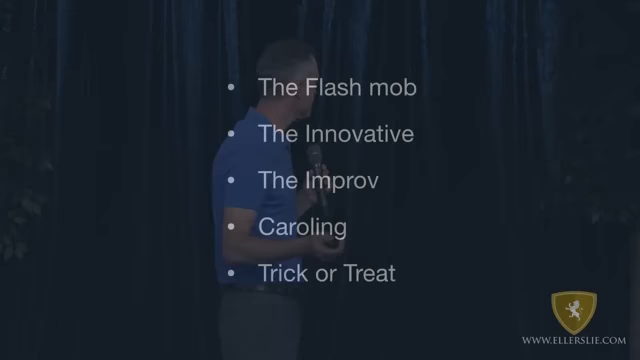 • The Flash mob
• The Innovative
• The Improv
• Caroling
• Trick or Treat
WWW.ELLERSLIE.COM